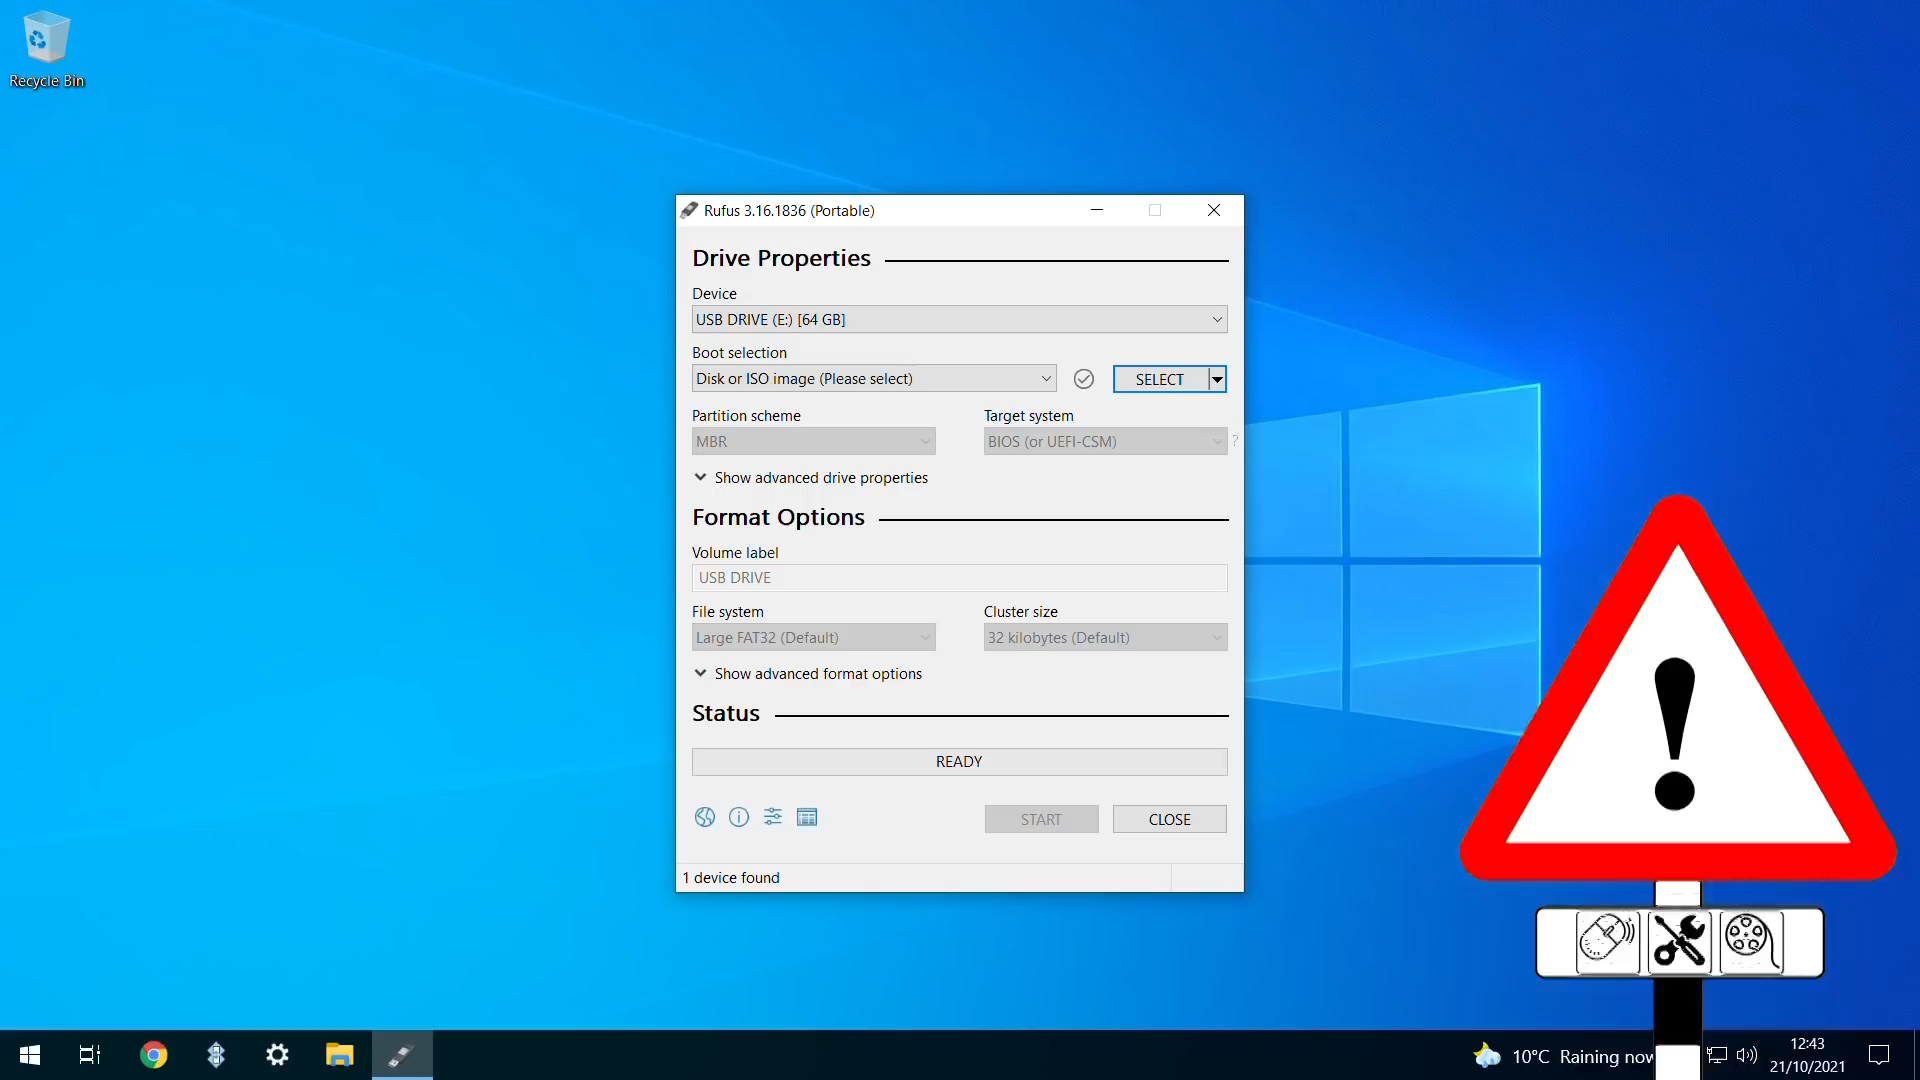 Recycle Bin
Rufus 3.16.1836 (Portable)
Drive Properties
Device
USB DRIVE (E:) [64 GB]
Boot selection
Disk or ISO image (Please select)
SELECT
Partition scheme
Target system
MBR
BIOS (or UEFI-CSM)
?
Show advanced drive properties
Format Options
Volume label
USB DRIVE
File system
Cluster size
Large FAT32 (Default)
32 kilobytes (Default)
Show advanced format options
Status
READY
START
CLOSE
1 device found
!
10°C Raining now
12:43
21/10/2021